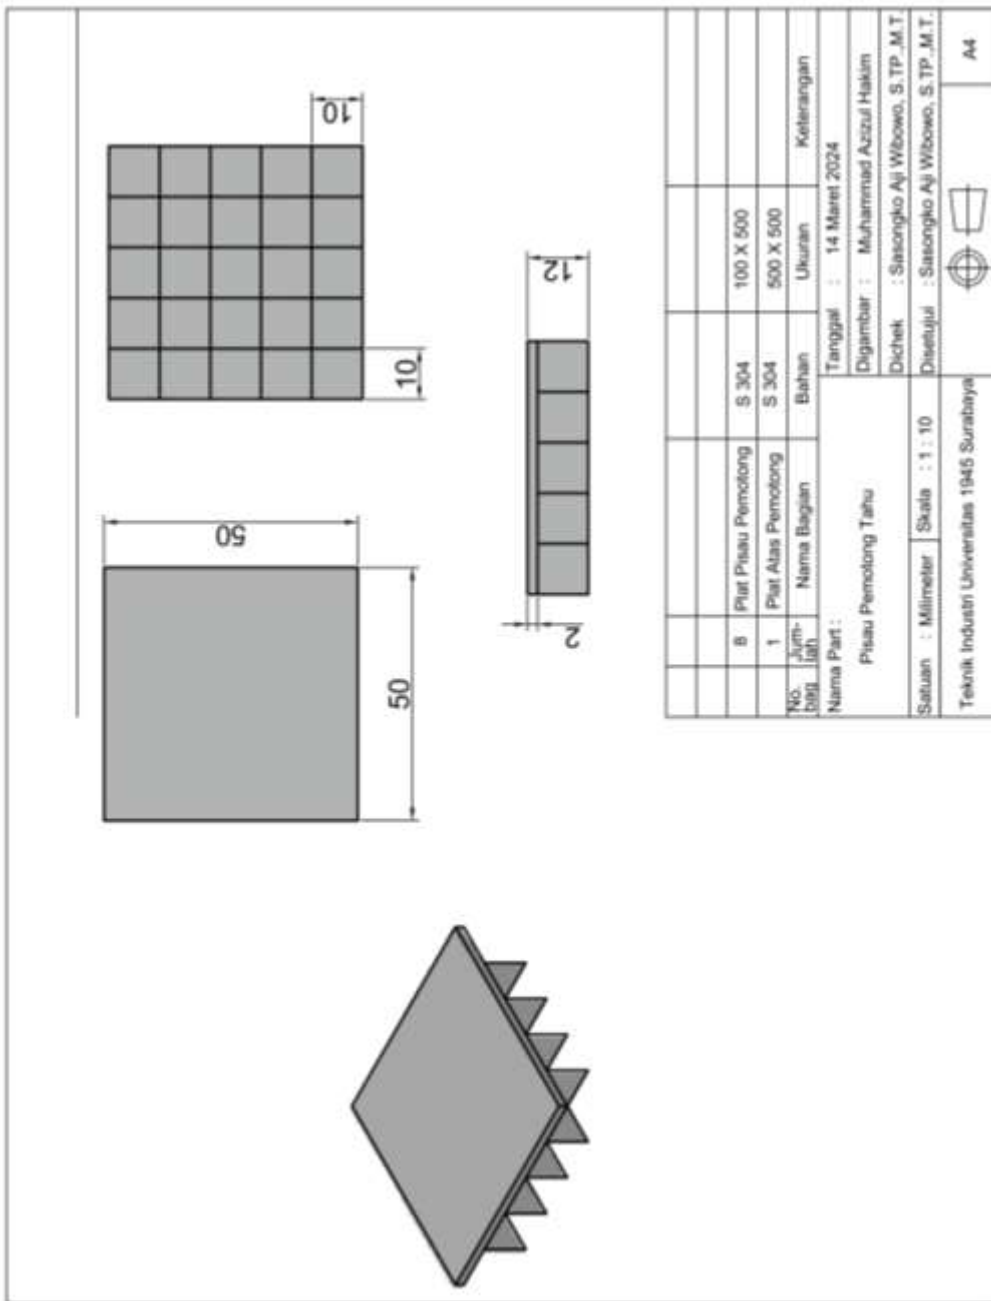 50
50
10
10
2
12
8 Plat Pisau Pemotong S 304 100 X 500
1 Plat Atas Pemotong S 304 500 X 500
No. bag Jum-lah Nama Bagian Bahan Ukuran Keterangan
Nama Part :
Pisau Pemotong Tahu
Tanggal : 14 Maret 2024
Digambar : Muhammad Azizul Hakim
Dichek : Sasongko Aji Wibowo, S.TP.,M.T.
Satuan : Milimeter Skala : 1 : 10 Disetujui : Sasongko Aji Wibowo, S.TP.,M.T.
Teknik Industri Universitas 1945 Surabaya A4